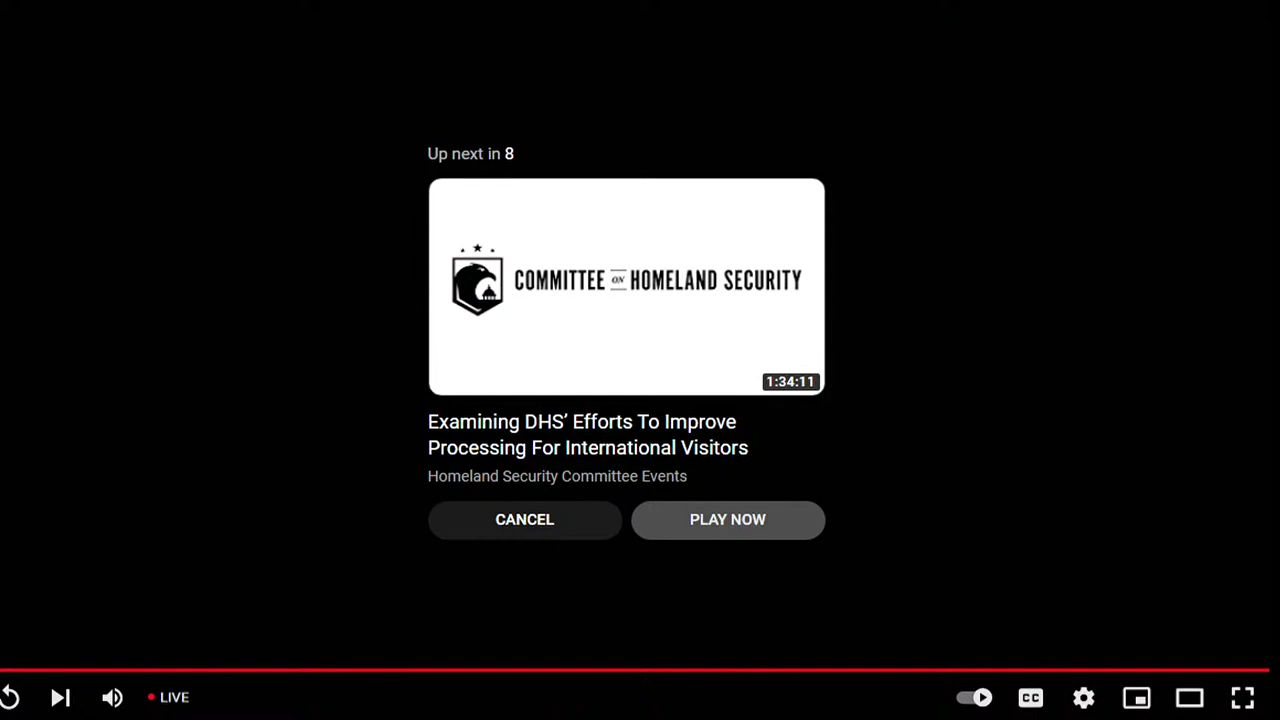 Up next in 8
COMMITTEE ON HOMELAND SECURITY
1:34:11
Examining DHS’ Efforts To Improve
Processing For International Visitors
Homeland Security Committee Events
CANCEL
PLAY NOW
LIVE
CC